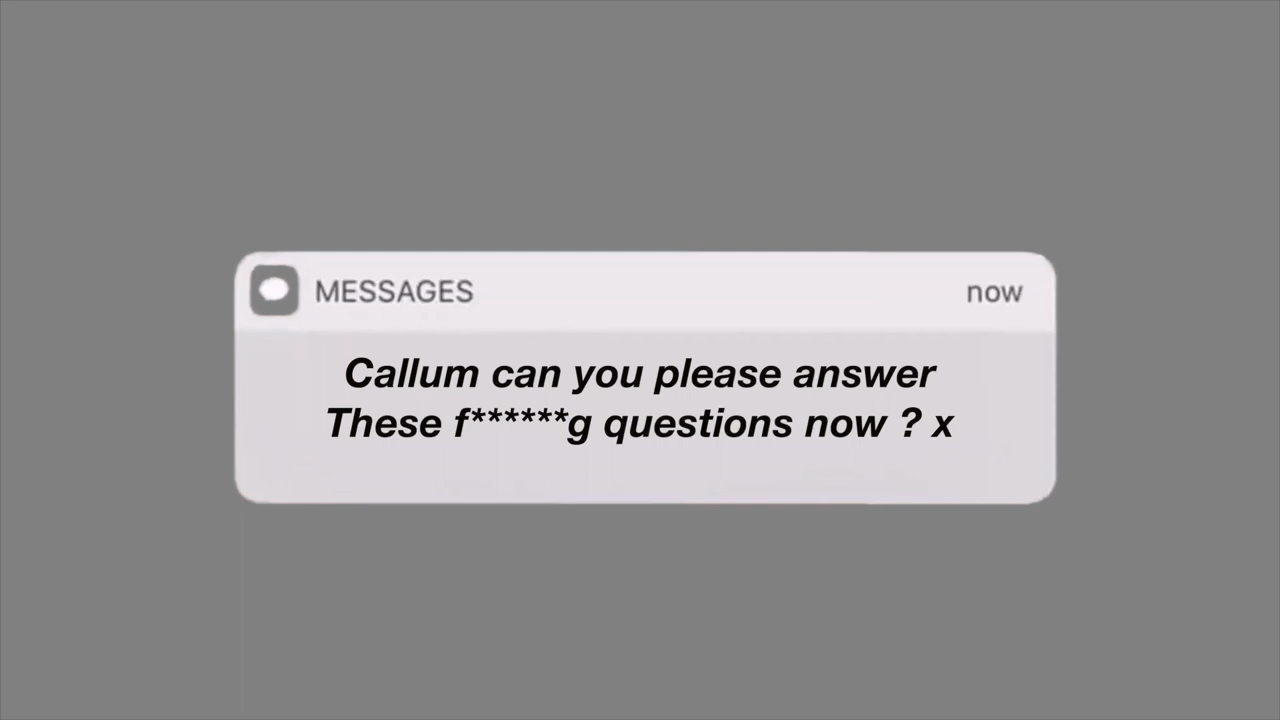 MESSAGES
now
Callum can you please answer
These f******g questions now ? x